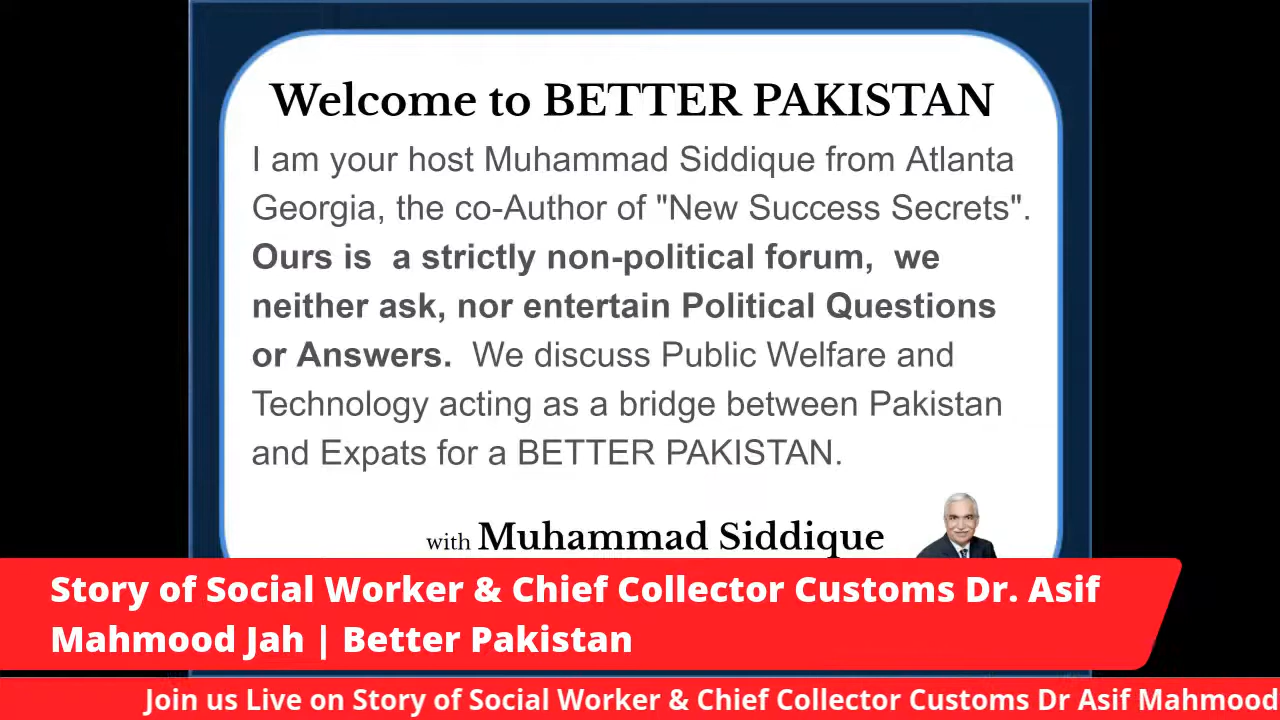 Welcome to BETTER PAKISTAN
I am your host Muhammad Siddique from Atlanta
Georgia, the co-Author of "New Success Secrets".
Ours is a strictly non-political forum, we
neither ask, nor entertain Political Questions
or Answers. We discuss Public Welfare and
Technology acting as a bridge between Pakistan
and Expats for a BETTER PAKISTAN.
with Muhammad Siddique
Story of Social Worker & Chief Collector Customs Dr. Asif
Mahmood Jah | Better Pakistan
Join us Live on Story of Social Worker & Chief Collector Customs Dr Asif Mahmood